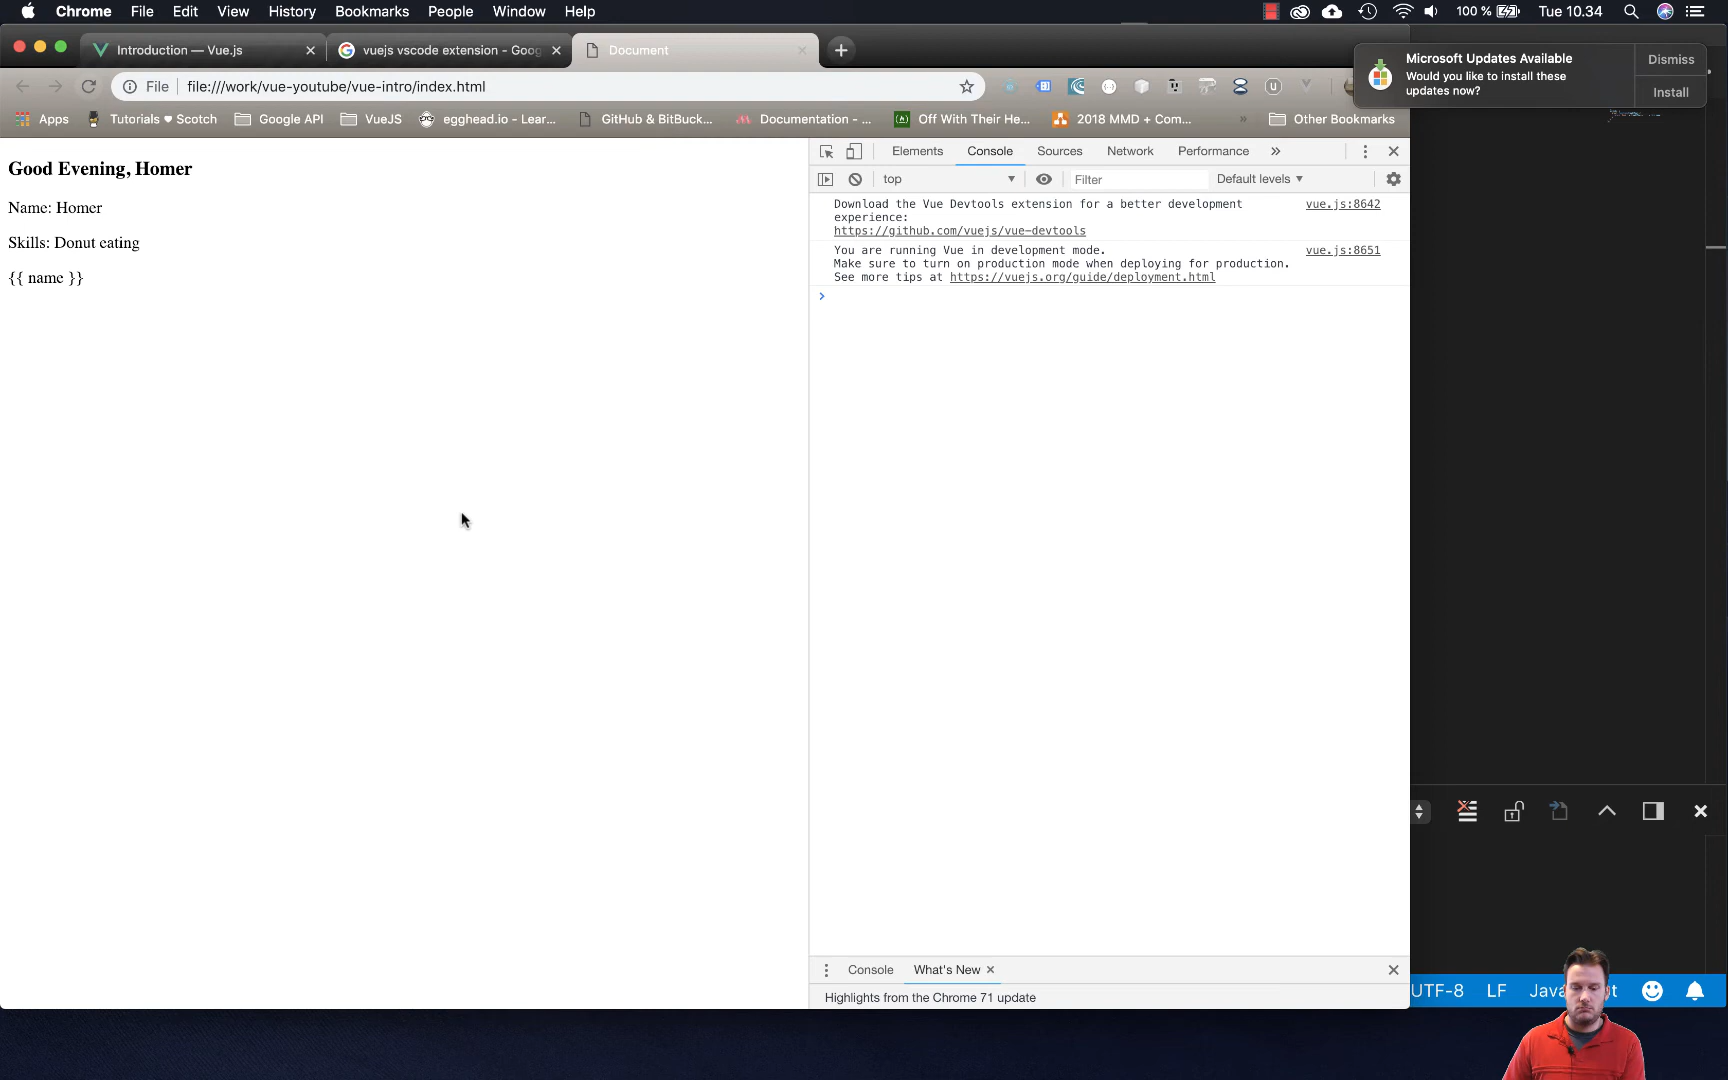 Chrome File Edit View History Bookmarks People Window Help 100 % Tue 10.34
Introduction — Vue.js
vuejs vscode extension - Goog
Document
Microsoft Updates Available
Would you like to install these
updates now?
Dismiss
Install
File file:///work/vue-youtube/vue-intro/index.html
Apps Tutorials ♥ Scotch Google API VueJS egghead.io - Lear... GitHub & BitBuck... Documentation - ... Off With Their He... 2018 MMD + Com... » Other Bookmarks
Good Evening, Homer
Name: Homer
Skills: Donut eating
{{ name }}
Elements Console Sources Network Performance »
top Filter Default levels
Download the Vue Devtools extension for a better development vue.js:8642
experience:
https://github.com/vuejs/vue-devtools
You are running Vue in development mode. vue.js:8651
Make sure to turn on production mode when deploying for production.
See more tips at https://vuejs.org/guide/deployment.html
Console What's New
Highlights from the Chrome 71 update
UTF-8 LF